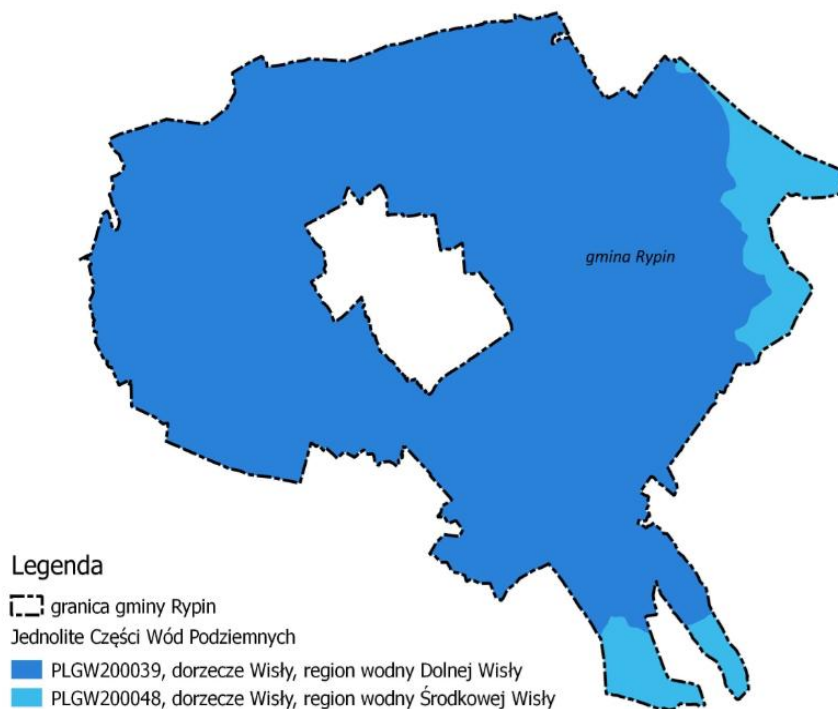 gmina Rypin
Legenda
granica gminy Rypin
Jednolite Części Wód Podziemnych
PLGW200039, dorzecze Wisły, region wodny Dolnej Wisły
PLGW200048, dorzecze Wisły, region wodny Środkowej Wisły